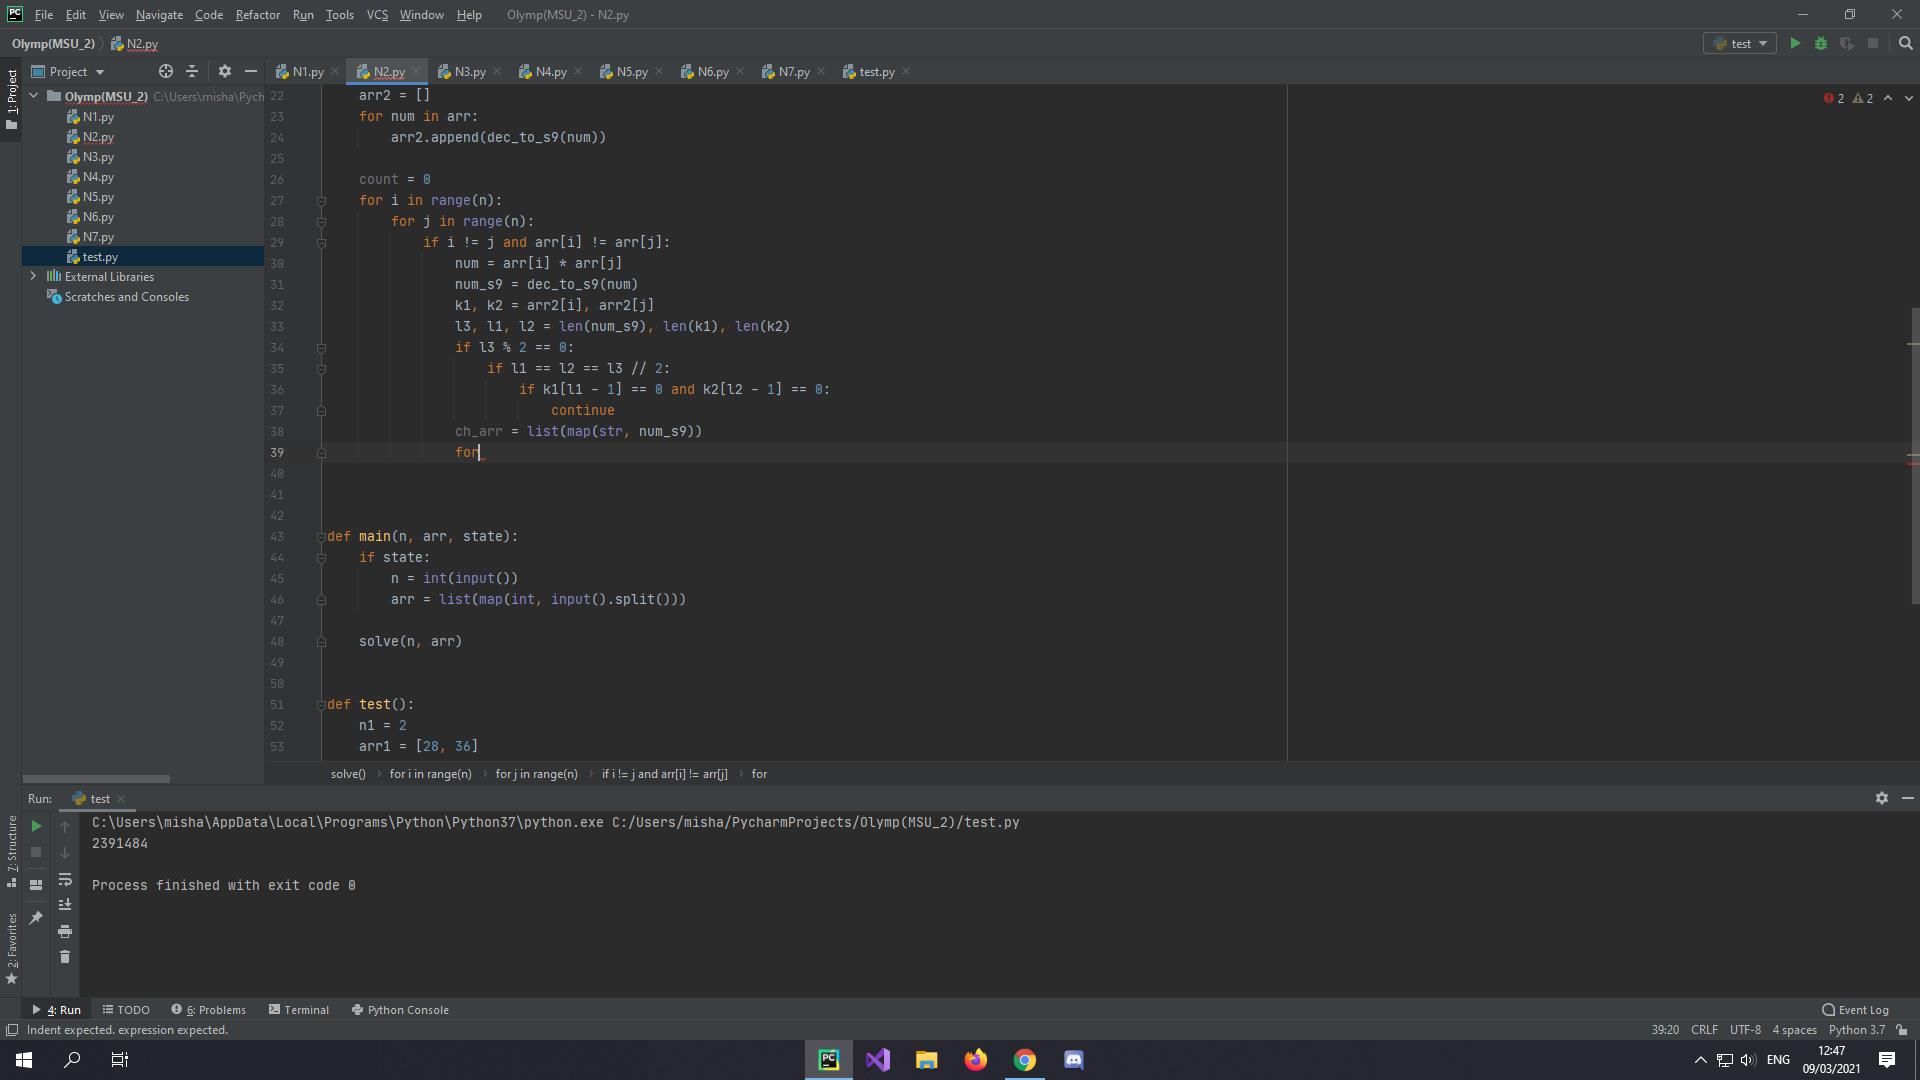 PC File Edit View Navigate Code Refactor Run Tools VCS Window Help Olymp(MSU_2) - N2.py
Olymp(MSU_2) N2.py test
1: Project
Project
N1.py N2.py N3.py N4.py N5.py N6.py N7.py test.py
Olymp(MSU_2) C:\Users\misha\Pych
N1.py
N2.py
N3.py
N4.py
N5.py
N6.py
N7.py
test.py
External Libraries
Scratches and Consoles
2 2
22 arr2 = []
23 for num in arr:
24 arr2.append(dec_to_s9(num))
25
26 count = 0
27 for i in range(n):
28 for j in range(n):
29 if i != j and arr[i] != arr[j]:
30 num = arr[i] * arr[j]
31 num_s9 = dec_to_s9(num)
32 k1, k2 = arr2[i], arr2[j]
33 l3, l1, l2 = len(num_s9), len(k1), len(k2)
34 if l3 % 2 == 0:
35 if l1 == l2 == l3 // 2:
36 if k1[l1 - 1] == 0 and k2[l2 - 1] == 0:
37 continue
38 ch_arr = list(map(str, num_s9))
39 for
40
41
42
43 def main(n, arr, state):
44 if state:
45 n = int(input())
46 arr = list(map(int, input().split()))
47
48 solve(n, arr)
49
50
51 def test():
52 n1 = 2
53 arr1 = [28, 36]
solve() for i in range(n) for j in range(n) if i != j and arr[i] != arr[j] for
Run: test
C:\Users\misha\AppData\Local\Programs\Python\Python37\python.exe C:/Users/misha/PycharmProjects/Olymp(MSU_2)/test.py
2391484
Process finished with exit code 0
7: Structure
2: Favorites
4: Run TODO 6: Problems Terminal Python Console Event Log
Indent expected. expression expected. 39:20 CRLF UTF-8 4 spaces Python 3.7
PC ENG 12:47
09/03/2021